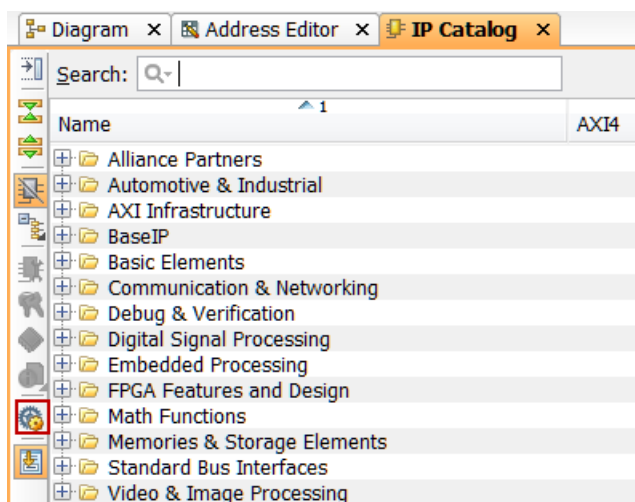 Diagram Address Editor IP Catalog
Search:
Name 1 AXI4
Alliance Partners
Automotive & Industrial
AXI Infrastructure
BaseIP
Basic Elements
Communication & Networking
Debug & Verification
Digital Signal Processing
Embedded Processing
FPGA Features and Design
Math Functions
Memories & Storage Elements
Standard Bus Interfaces
Video & Image Processing